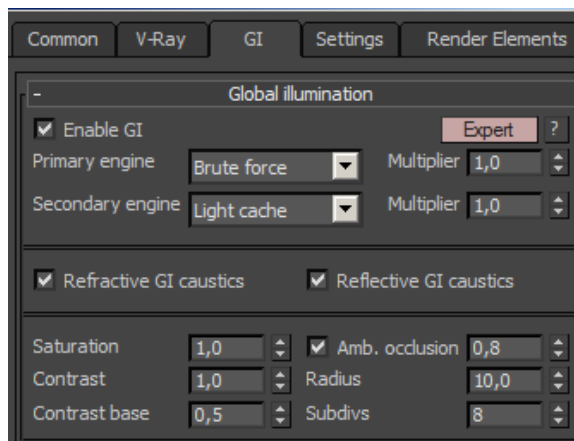 Common V-Ray GI Settings Render Elements
- Global illumination
Enable GI Expert ?
Primary engine Brute force Multiplier 1,0
Secondary engine Light cache Multiplier 1,0
Refractive GI caustics Reflective GI caustics
Saturation 1,0 Amb. occlusion 0,8
Contrast 1,0 Radius 10,0
Contrast base 0,5 Subdivs 8